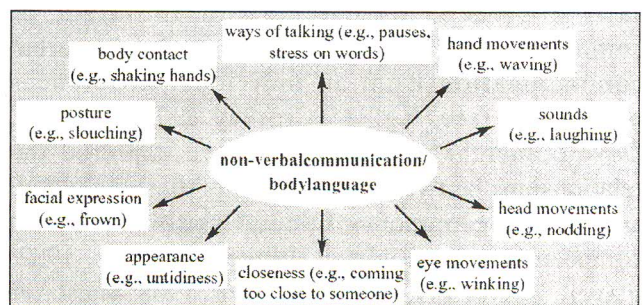 ways of talking (e.g., pauses,
stress on words)
body contact
(e.g., shaking hands)
hand movements
(e.g., waving)
posture
(e.g., slouching)
sounds
(e.g., laughing)
non-verbalcommunication/
bodylanguage
facial expression
(e.g., frown)
head movements
(e.g., nodding)
appearance
(e.g., untidiness)
closeness (e.g., coming
too close to someone)
eye movements
(e.g., winking)